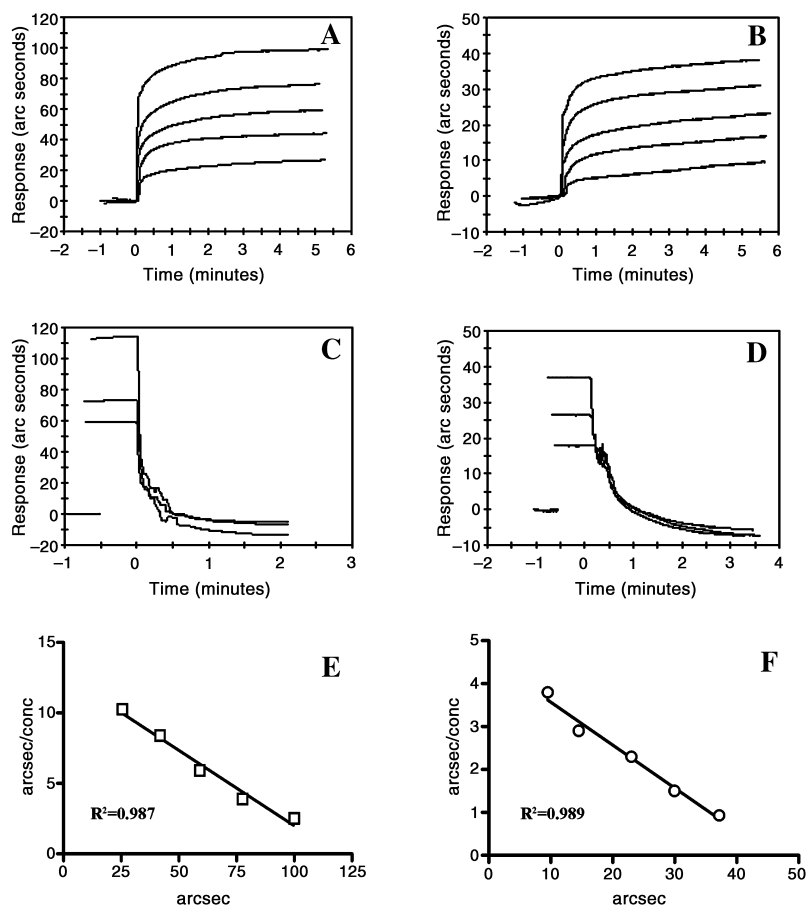 A
Response (arc seconds)
120
100
80
60
40
20
0
−20
−2 −1 0 1 2 3 4 5 6
Time (minutes)
B
Response (arc seconds)
50
40
30
20
10
0
−10
−2 −1 0 1 2 3 4 5 6
Time (minutes)
C
Response (arc seconds)
120
100
80
60
40
20
0
−20
−1 0 1 2 3
Time (minutes)
D
Response (arc seconds)
50
40
30
20
10
0
−10
−2 −1 0 1 2 3 4
Time (minutes)
E
arcsec/conc
15
10
5
0
R²=0.987
0 25 50 75 100 125
arcsec
F
arcsec/conc
5
4
3
2
1
0
R²=0.989
0 10 20 30 40 50
arcsec